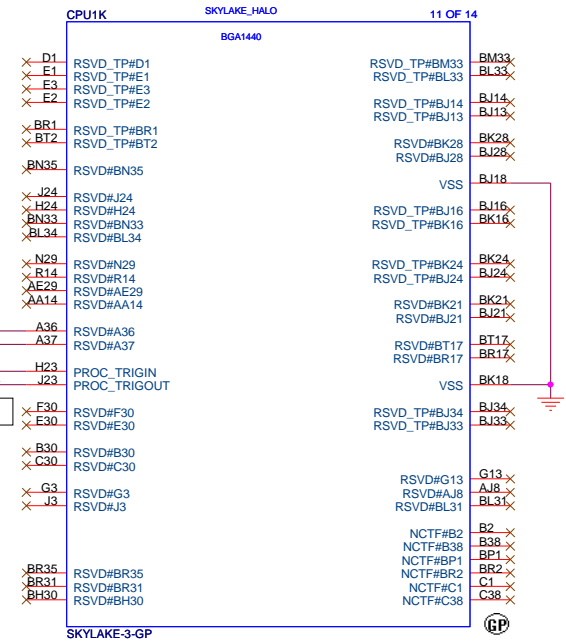 CPU1K SKYLAKE_HALO 11 OF 14
BGA1440
D1 RSVD_TP#D1
E1 RSVD_TP#E1
E3 RSVD_TP#E3
E2 RSVD_TP#E2
BR1 RSVD_TP#BR1
BT2 RSVD_TP#BT2
BN35 RSVD#BN35
J24 RSVD#J24
H24 RSVD#H24
BN33 RSVD#BN33
BL34 RSVD#BL34
N29 RSVD#N29
R14 RSVD#R14
AE29 RSVD#AE29
AA14 RSVD#AA14
A36 RSVD#A36
A37 RSVD#A37
H23 PROC_TRIGIN
J23 PROC_TRIGOUT
F30 RSVD#F30
E30 RSVD#E30
B30 RSVD#B30
C30 RSVD#C30
G3 RSVD#G3
J3 RSVD#J3
BR35 RSVD#BR35
BR31 RSVD#BR31
BH30 RSVD#BH30
RSVD_TP#BM33 BM33
RSVD_TP#BL33 BL33
RSVD_TP#BJ14 BJ14
RSVD_TP#BJ13 BJ13
RSVD#BK28 BK28
RSVD#BJ28 BJ28
VSS BJ18
RSVD_TP#BJ16 BJ16
RSVD_TP#BK16 BK16
RSVD_TP#BK24 BK24
RSVD_TP#BJ24 BJ24
RSVD#BK21 BK21
RSVD#BJ21 BJ21
RSVD#BT17 BT17
RSVD#BR17 BR17
VSS BK18
RSVD_TP#BJ34 BJ34
RSVD_TP#BJ33 BJ33
RSVD#G13 G13
RSVD#AJ8 AJ8
RSVD#BL31 BL31
NCTF#B2 B2
NCTF#B38 B38
NCTF#BP1 BP1
NCTF#BR2 BR2
NCTF#C1 C1
NCTF#C38 C38
SKYLAKE-3-GP
GP